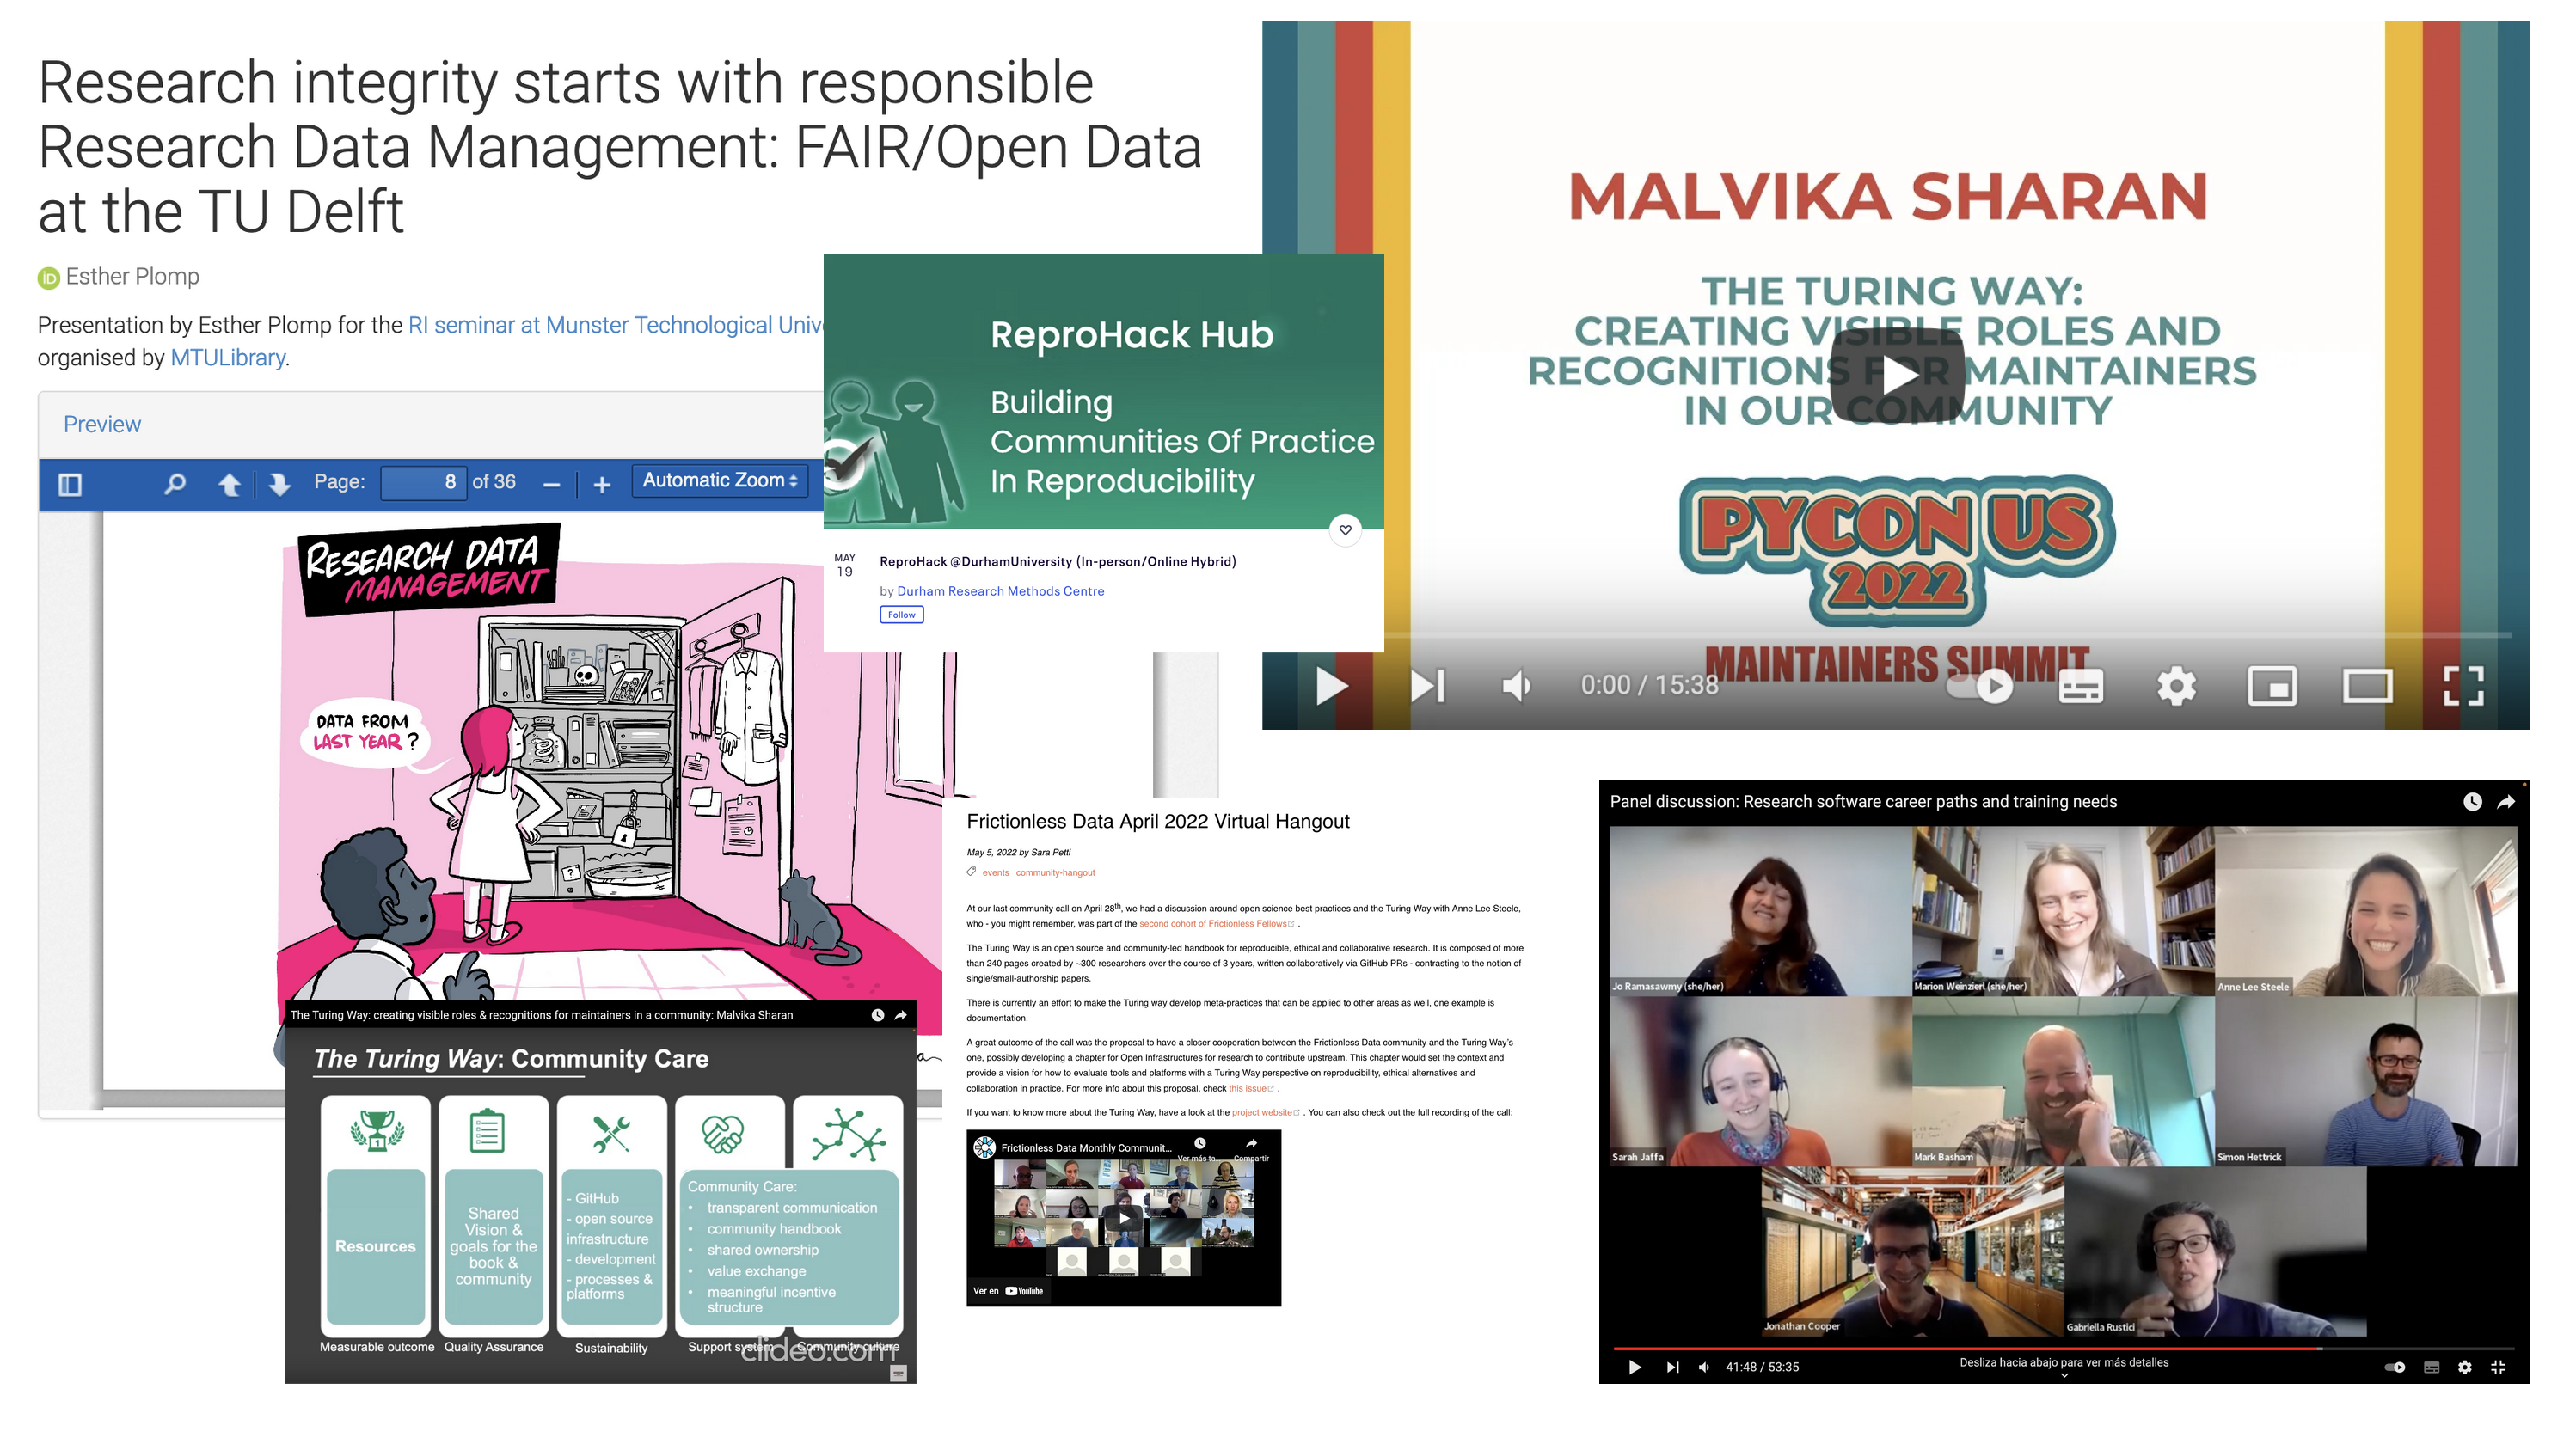 Research integrity starts with responsible
Research Data Management: FAIR/Open Data
at the TU Delft
iD Esther Plomp
Presentation by Esther Plomp for the RI seminar at Munster Technological Univ
organised by MTULibrary.
Preview
Page: 8 of 36
Automatic Zoom
RESEARCH DATA
MANAGEMENT
DATA FROM
LAST YEAR?
?
ReproHack Hub
Building
Communities Of Practice
In Reproducibility
MAY
19
ReproHack @DurhamUniversity (In-person/Online Hybrid)
by Durham Research Methods Centre
Follow
MALVIKA SHARAN
THE TURING WAY:
CREATING VISIBLE ROLES AND
RECOGNITIONS FOR MAINTAINERS
IN OUR COMMUNITY
PYCON US
2022
MAINTAINERS SUMMIT
0:00 / 15:38
The Turing Way: creating visible roles & recognitions for maintainers in a community: Malvika Sharan
The Turing Way: Community Care
1
Resources
Measurable outcome
Shared
Vision &
goals for the
book &
community
Quality Assurance
- GitHub
- open source
infrastructure
- development
- processes &
platforms
Sustainability
Community Care:
• transparent communication
• community handbook
• shared ownership
• value exchange
• meaningful incentive
structure
Support system
Community culture
clideo.com
Frictionless Data April 2022 Virtual Hangout
May 5, 2022 by Sara Petti
events community-hangout
At our last community call on April 28th, we had a discussion around open science best practices and the Turing Way with Anne Lee Steele,
who - you might remember, was part of the second cohort of Frictionless Fellows .
The Turing Way is an open source and community-led handbook for reproducible, ethical and collaborative research. It is composed of more
than 240 pages created by ~300 researchers over the course of 3 years, written collaboratively via GitHub PRs - contrasting to the notion of
single/small-authorship papers.
There is currently an effort to make the Turing way develop meta-practices that can be applied to other areas as well, one example is
documentation.
A great outcome of the call was the proposal to have a closer cooperation between the Frictionless Data community and the Turing Way's
one, possibly developing a chapter for Open Infrastructures for research to contribute upstream. This chapter would set the context and
provide a vision for how to evaluate tools and platforms with a Turing Way perspective on reproducibility, ethical alternatives and
collaboration in practice. For more info about this proposal, check this issue .
If you want to know more about the Turing Way, have a look at the project website . You can also check out the full recording of the call:
Frictionless Data Monthly Communit...
Ver más ta...
Compartir
Ver en YouTube
Panel discussion: Research software career paths and training needs
Jo Ramasawmy (she/her)
Marion Weinzierl (she/her)
Anne Lee Steele
Sarah Jaffa
Mark Basham
Simon Hettrick
Jonathan Cooper
Gabriella Rustici
41:48 / 53:35
Desliza hacia abajo para ver más detalles